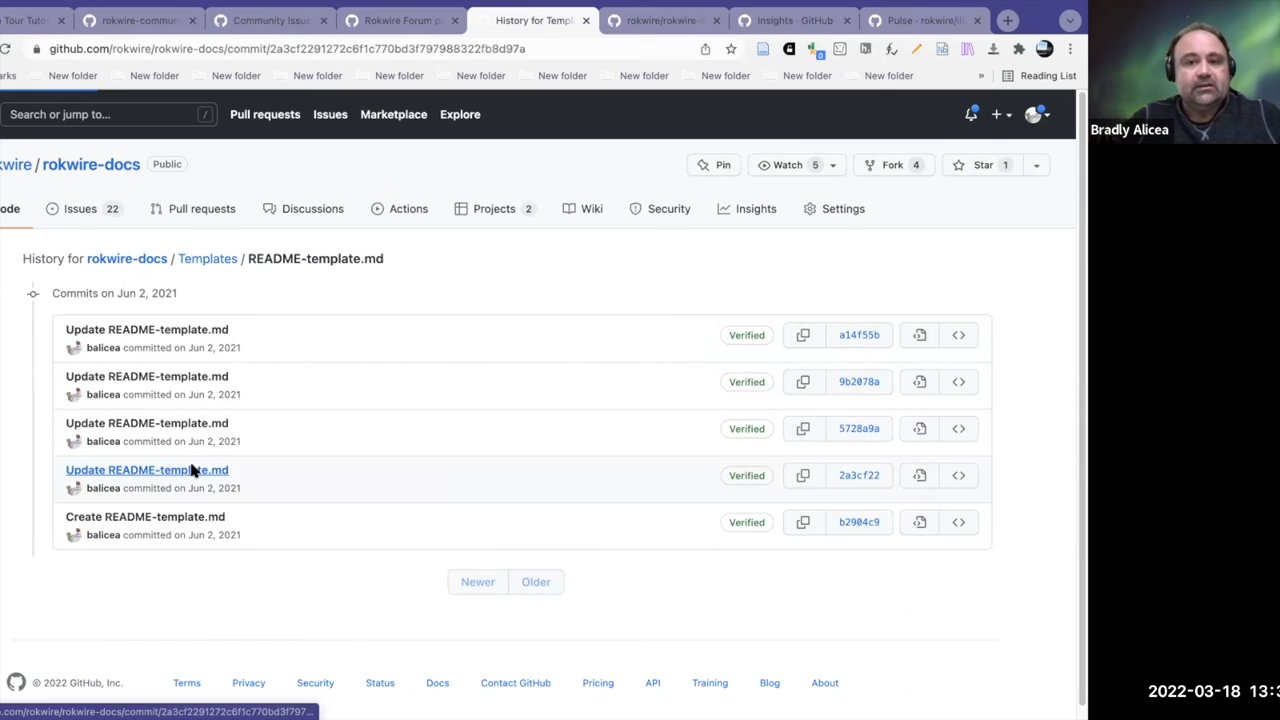 Tour Tuto
rokwire-commun
Community Issue
Rokwire Forum p
History for Templ
rokwire/rokwire-
Insights · GitHub
Pulse · rokwire/il
github.com/rokwire/rokwire-docs/commit/2a3cf2291272c6f1c770bd3f797988322fb8d97a
arks
New folder
New folder
New folder
New folder
New folder
New folder
New folder
New folder
New folder
New folder
New folder
»
Reading List
Search or jump to...
/
Pull requests
Issues
Marketplace
Explore
kwire / rokwire-docs
Public
Pin
Watch 5
Fork 4
Star 1
ode
Issues 22
Pull requests
Discussions
Actions
Projects 2
Wiki
Security
Insights
Settings
History for rokwire-docs / Templates / README-template.md
Commits on Jun 2, 2021
Update README-template.md
balicea committed on Jun 2, 2021
Verified
a14f55b
Update README-template.md
balicea committed on Jun 2, 2021
Verified
9b2078a
Update README-template.md
balicea committed on Jun 2, 2021
Verified
5728a9a
Update README-template.md
balicea committed on Jun 2, 2021
Verified
2a3cf22
Create README-template.md
balicea committed on Jun 2, 2021
Verified
b2904c9
Newer
Older
© 2022 GitHub, Inc.
Terms
Privacy
Security
Status
Docs
Contact GitHub
Pricing
API
Training
Blog
About
o.com/rokwire/rokwire-docs/commit/2a3cf2291272c6f1c770bd3f797...
Bradly Alicea
2022-03-18 13:3